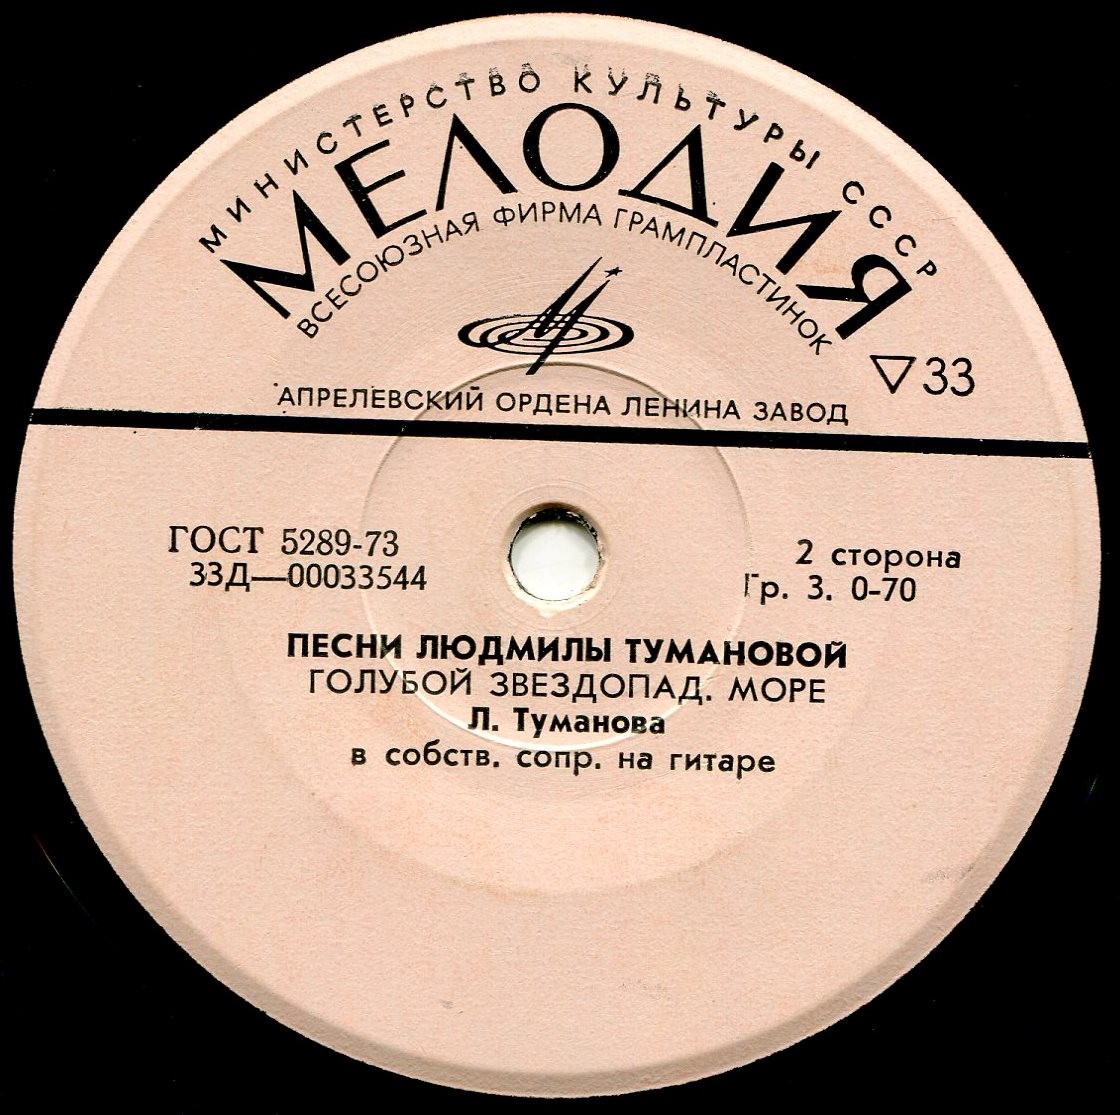 МИНИСТЕРСТВО КУЛЬТУРЫ СССР
МЕЛОДИЯ
ВСЕСОЮЗНАЯ ФИРМА ГРАМПЛАСТИНОК
33
АПРЕЛЕВСКИЙ ОРДЕНА ЛЕНИНА ЗАВОД
ГОСТ 5289-73
33Д—00033544
2 сторона
Гр. 3. 0-70
ПЕСНИ ЛЮДМИЛЫ ТУМАНОВОЙ
ГОЛУБОЙ ЗВЕЗДОПАД. МОРЕ
Л. Туманова
в собств. сопр. на гитаре